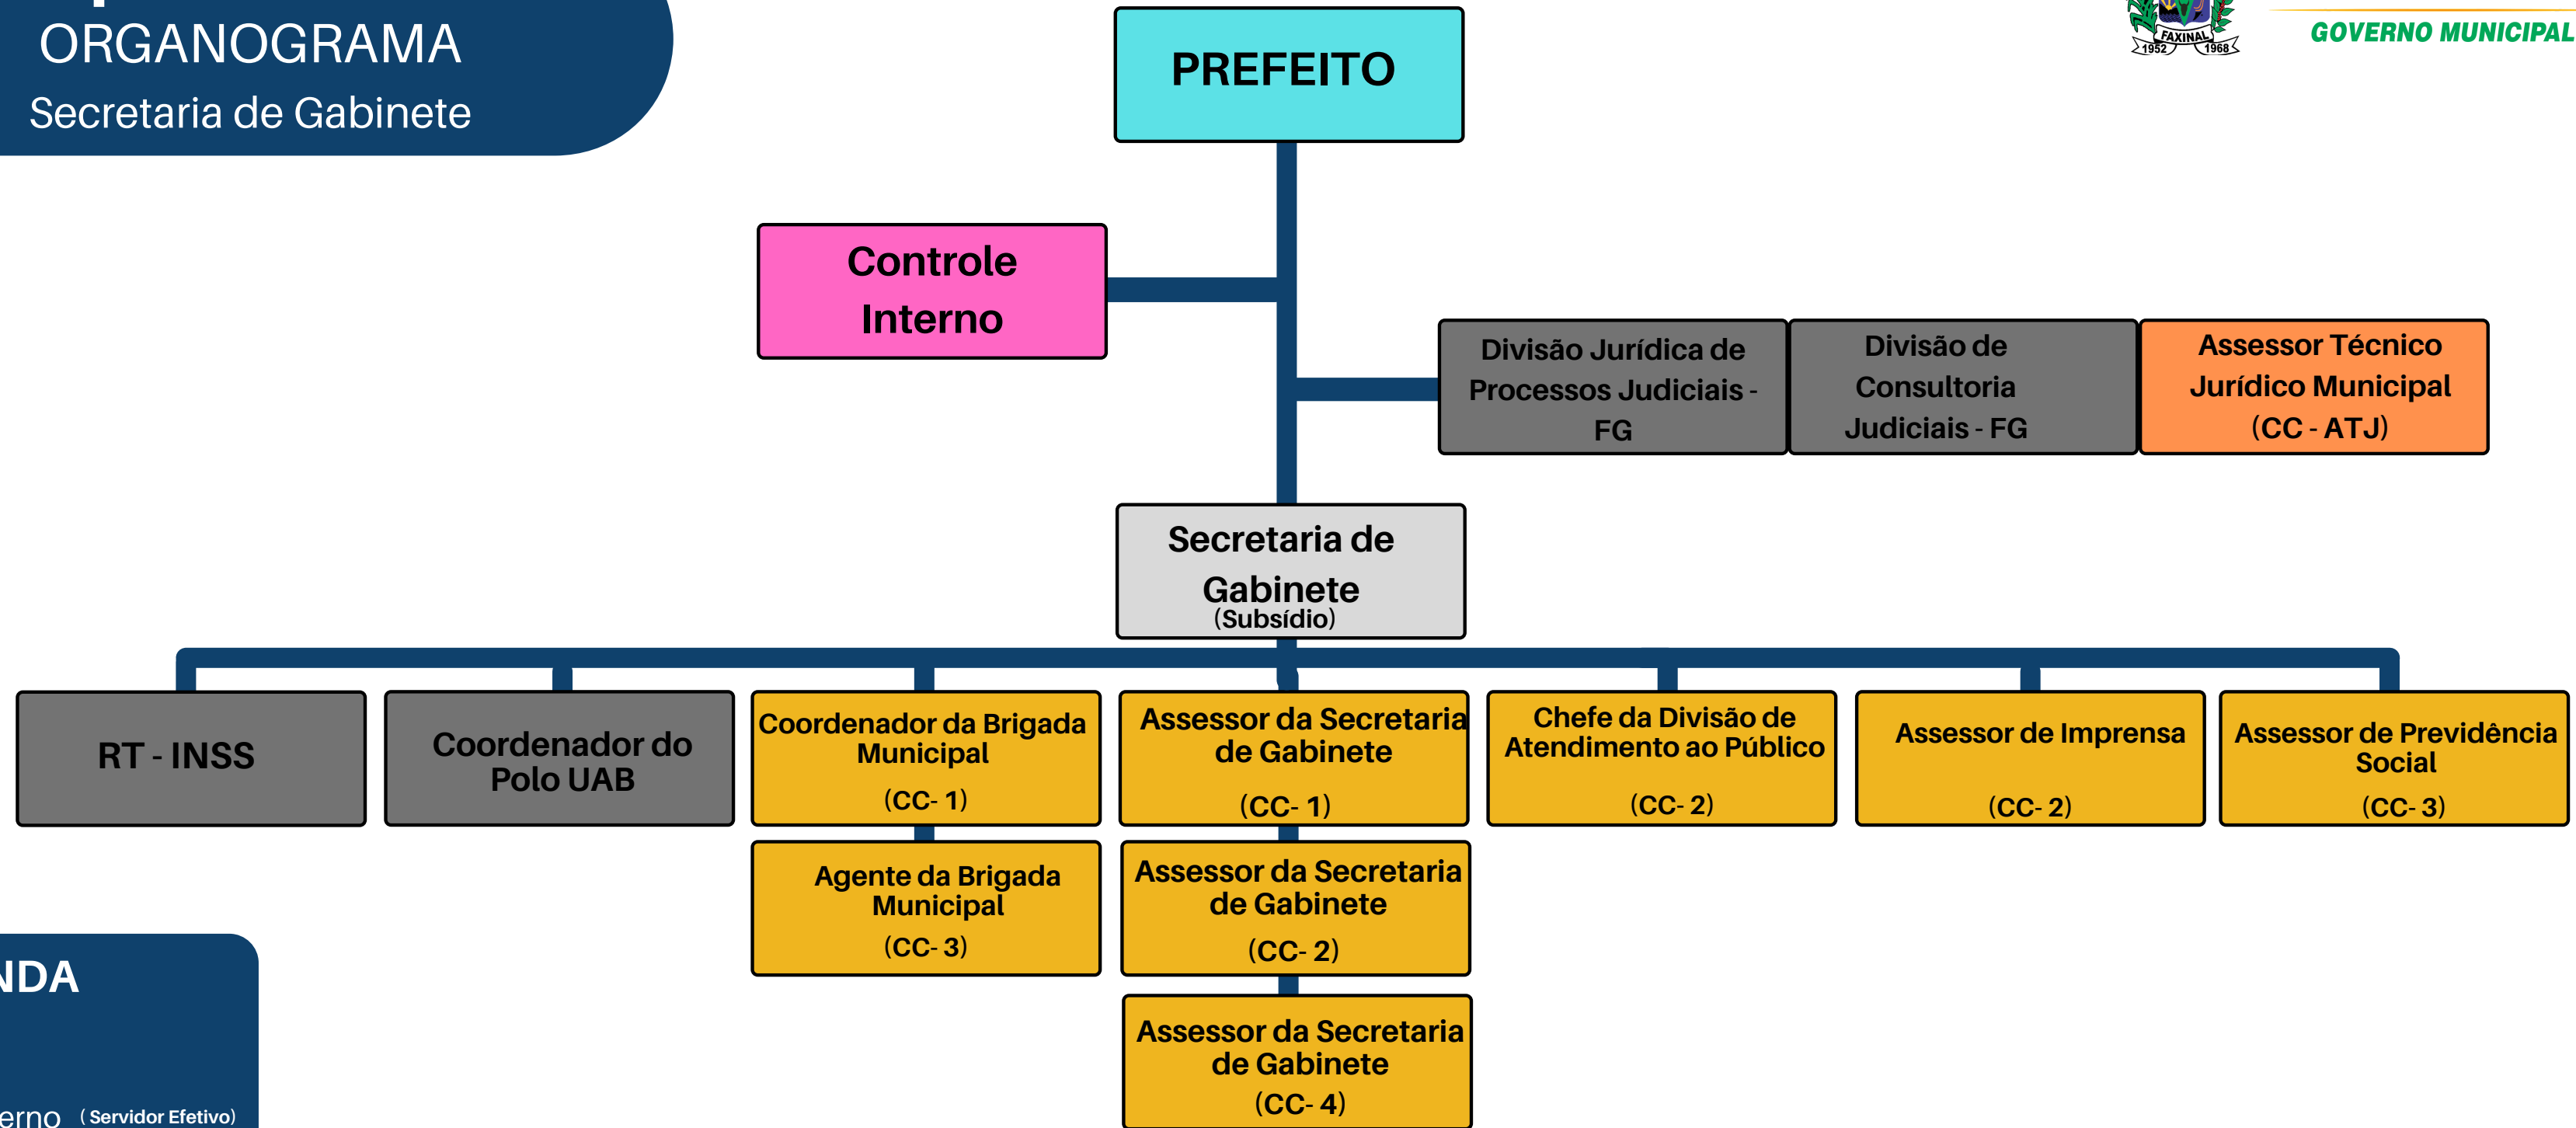 ORGANOGRAMA
Secretaria de Gabinete
PREFEITO
FAXINAL
1952 1968
GOVERNO MUNICIPAL
Controle
Interno
Divisão Jurídica de
Processos Judiciais -
FG
Divisão de
Consultoria
Judiciais - FG
Assessor Técnico
Jurídico Municipal
(CC - ATJ)
Secretaria de
Gabinete
(Subsídio)
RT - INSS
Coordenador do
Polo UAB
Coordenador da Brigada
Municipal
(CC- 1)
Assessor da Secretaria
de Gabinete
(CC- 1)
Chefe da Divisão de
Atendimento ao Público
(CC- 2)
Assessor de Imprensa
(CC- 2)
Assessor de Previdência
Social
(CC- 3)
Agente da Brigada
Municipal
(CC- 3)
Assessor da Secretaria
de Gabinete
(CC- 2)
Assessor da Secretaria
de Gabinete
(CC- 4)
NDA
erno ( Servidor Efetivo)